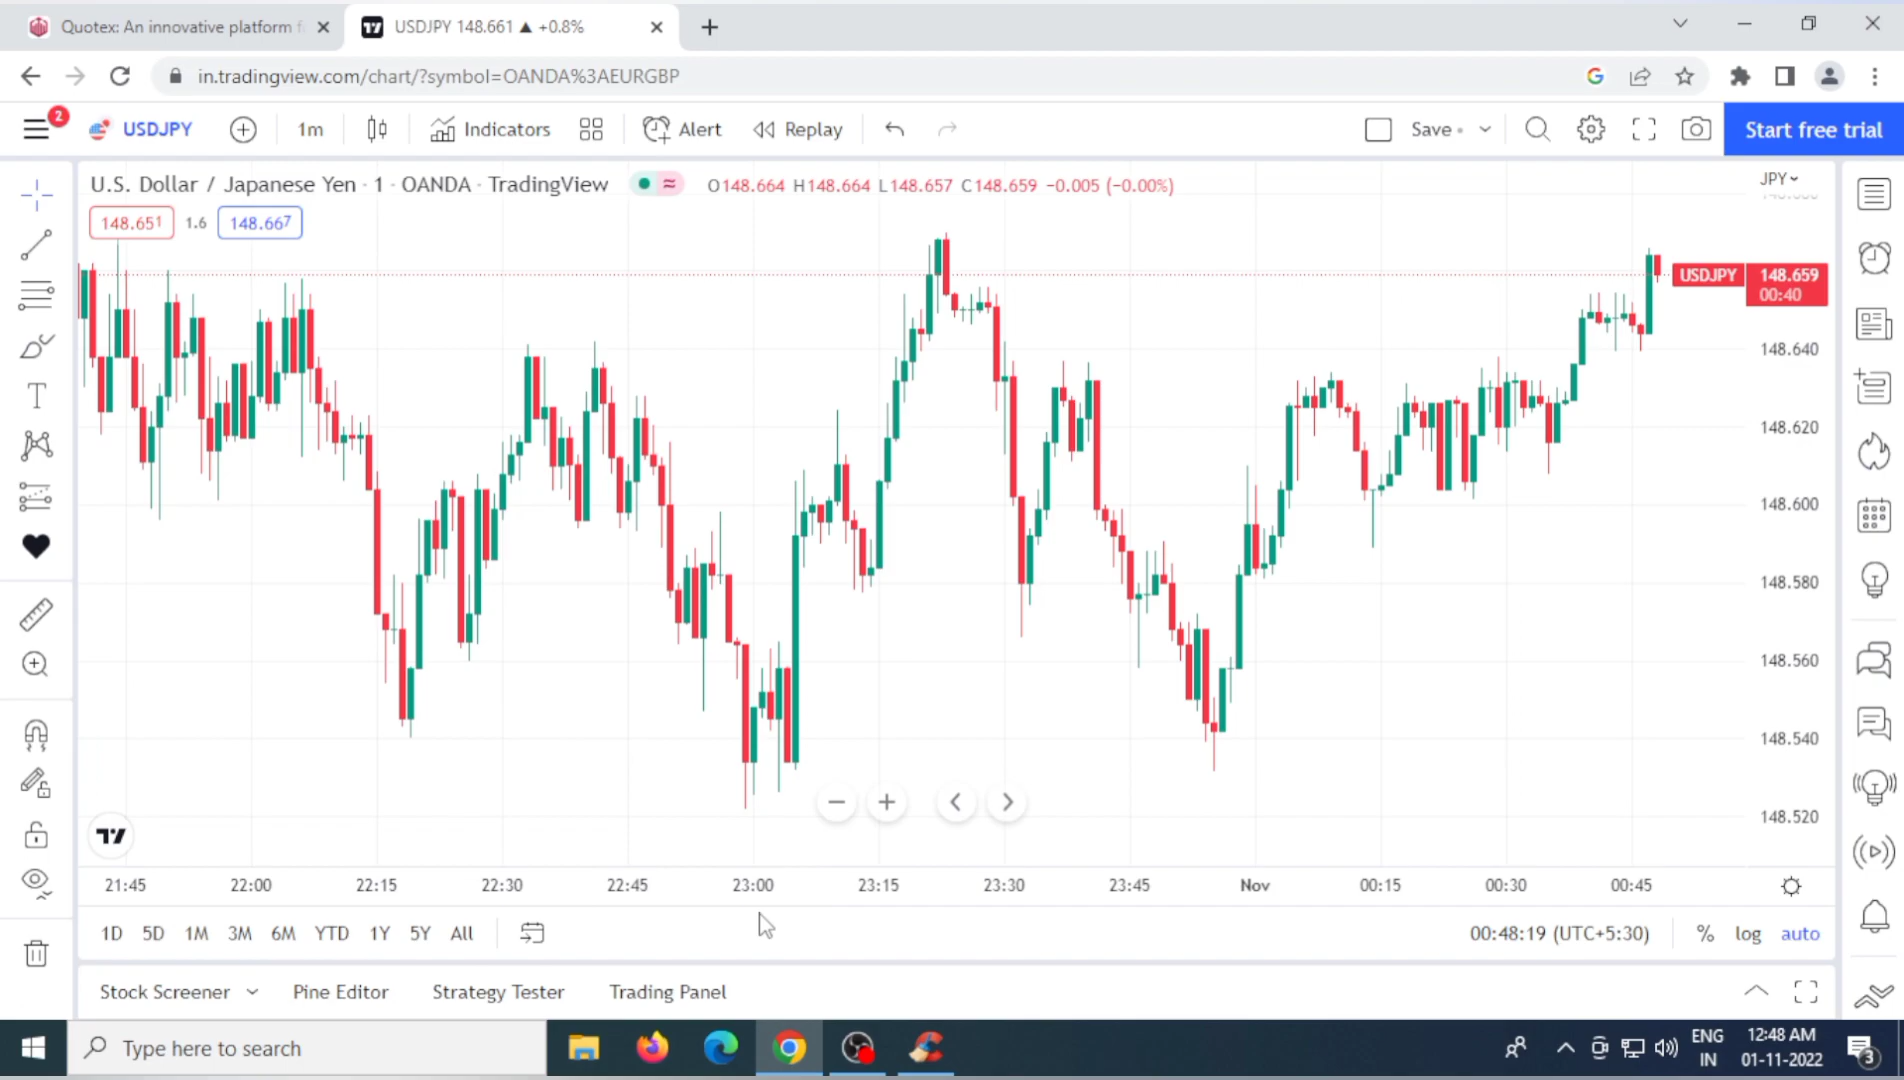 Quotex: An innovative platform f
USDJPY 148.661 ▲ +0.8%
in.tradingview.com/chart/?symbol=OANDA%3AEURGBP
2
USDJPY
1m
Indicators
Alert
Replay
Save
Start free trial
U.S. Dollar / Japanese Yen · 1 · OANDA · TradingView
O148.664 H148.664 L148.657 C148.659 −0.005 (−0.00%)
JPY
148.651
1.6
148.667
USDJPY
148.659
00:40
148.640
148.620
148.600
148.580
148.560
148.540
148.520
21:45 22:00 22:15 22:30 22:45 23:00 23:15 23:30 23:45 Nov 00:15 00:30 00:45
1D 5D 1M 3M 6M YTD 1Y 5Y All
00:48:19 (UTC+5:30)
% log auto
Stock Screener
Pine Editor
Strategy Tester
Trading Panel
Type here to search
ENG
IN
12:48 AM
01-11-2022
3